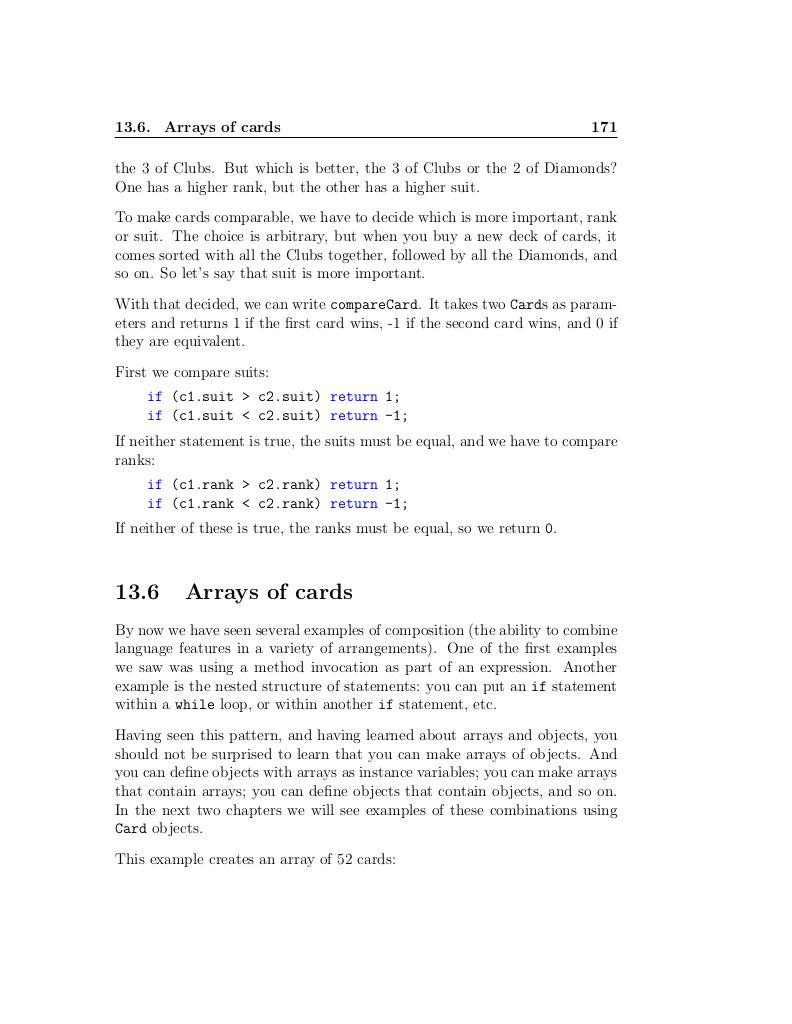 13.6. Arrays of cards 171
the 3 of Clubs. But which is better, the 3 of Clubs or the 2 of Diamonds?
One has a higher rank, but the other has a higher suit.
To make cards comparable, we have to decide which is more important, rank
or suit. The choice is arbitrary, but when you buy a new deck of cards, it
comes sorted with all the Clubs together, followed by all the Diamonds, and
so on. So let's say that suit is more important.
With that decided, we can write compareCard. It takes two Cards as param-
eters and returns 1 if the first card wins, -1 if the second card wins, and 0 if
they are equivalent.
First we compare suits:
if (c1.suit > c2.suit) return 1;
if (c1.suit < c2.suit) return -1;
If neither statement is true, the suits must be equal, and we have to compare
ranks:
if (c1.rank > c2.rank) return 1;
if (c1.rank < c2.rank) return -1;
If neither of these is true, the ranks must be equal, so we return 0.
13.6 Arrays of cards
By now we have seen several examples of composition (the ability to combine
language features in a variety of arrangements). One of the first examples
we saw was using a method invocation as part of an expression. Another
example is the nested structure of statements: you can put an if statement
within a while loop, or within another if statement, etc.
Having seen this pattern, and having learned about arrays and objects, you
should not be surprised to learn that you can make arrays of objects. And
you can define objects with arrays as instance variables; you can make arrays
that contain arrays; you can define objects that contain objects, and so on.
In the next two chapters we will see examples of these combinations using
Card objects.
This example creates an array of 52 cards: